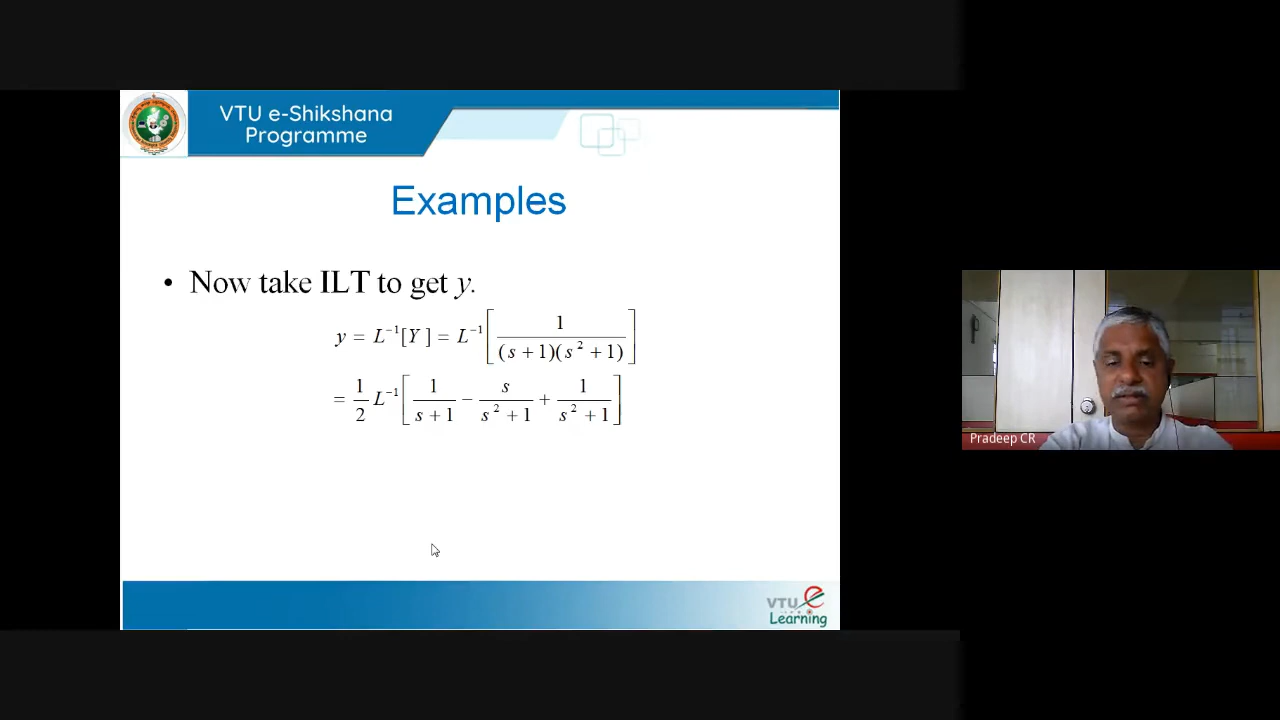 VTU e-Shikshana
Programme
Examples
• Now take ILT to get y.
y = L⁻¹[Y] = L⁻¹[1/((s+1)(s²+1))]
= 1/2 L⁻¹[1/(s+1) − s/(s²+1) + 1/(s²+1)]
Pradeep CR
VTU e
Learning